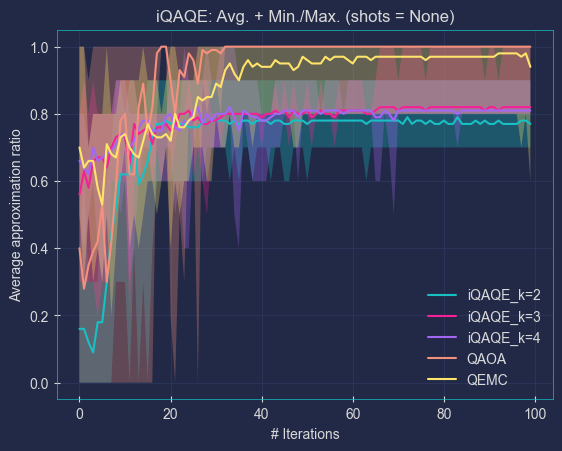 iQAQE: Avg. + Min./Max. (shots = None)
Average approximation ratio
1.0
0.8
0.6
0.4
0.2
0.0
iQAQE_k=2
iQAQE_k=3
iQAQE_k=4
QAOA
QEMC
0 20 40 60 80 100
# Iterations